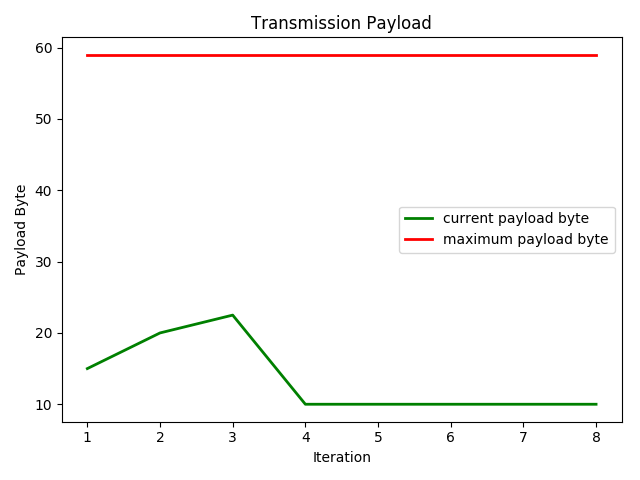 Transmission Payload
60
50
40
30
20
10
Payload Byte
current payload byte
maximum payload byte
1 2 3 4 5 6 7 8
Iteration